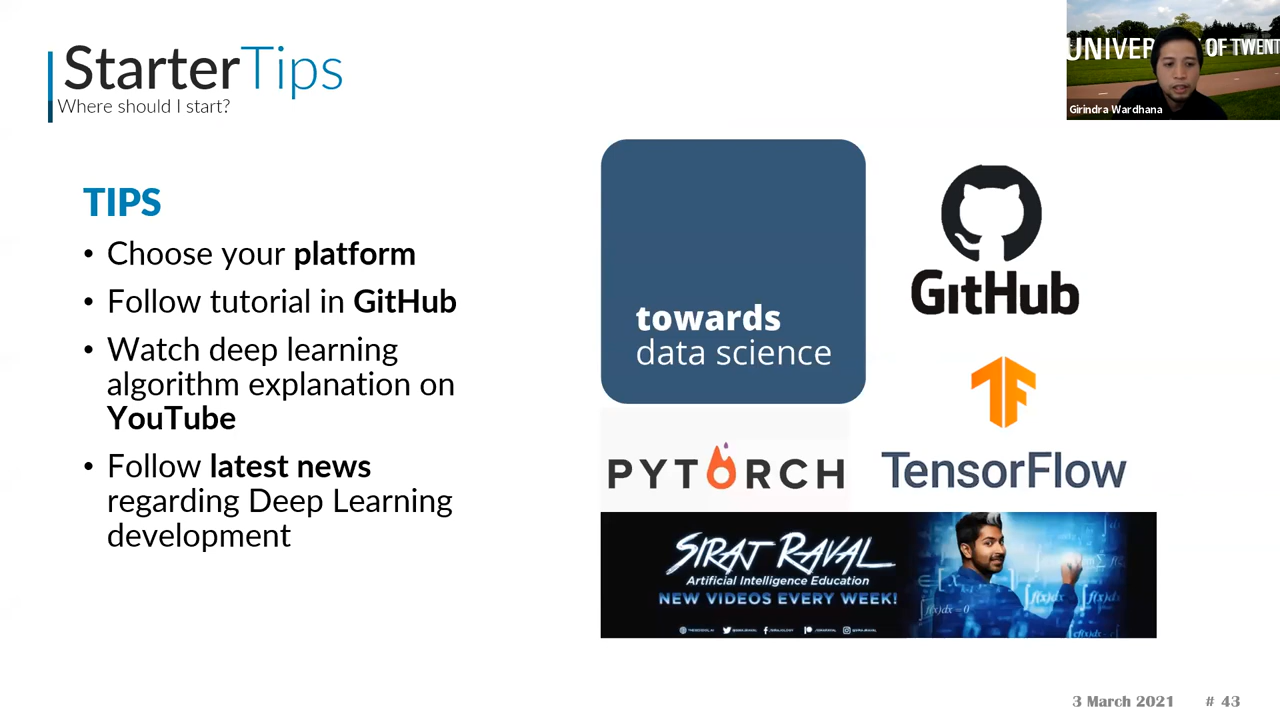 StarterTips
Where should I start?
UNIVER OF TWENT
Girindra Wardhana
TIPS
• Choose your platform
• Follow tutorial in GitHub
• Watch deep learning
algorithm explanation on
YouTube
• Follow latest news
regarding Deep Learning
development
towards
data science
GitHub
PYTORCH
TensorFlow
SIRAJ RAVAL
Artificial Intelligence Education
NEW VIDEOS EVERY WEEK!
3 March 2021 # 43